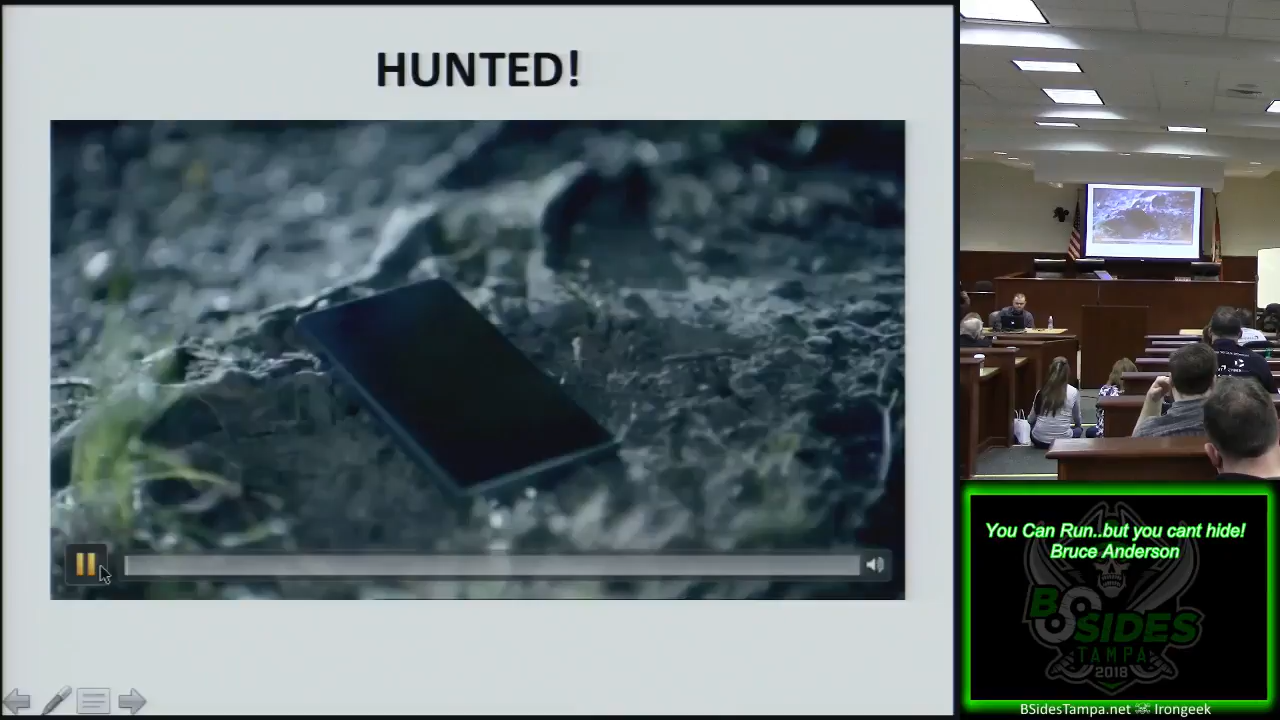 HUNTED!
You Can Run..but you cant hide!
Bruce Anderson
BSIDES
TAMPA
2018
BSidesTampa.net Irongeek